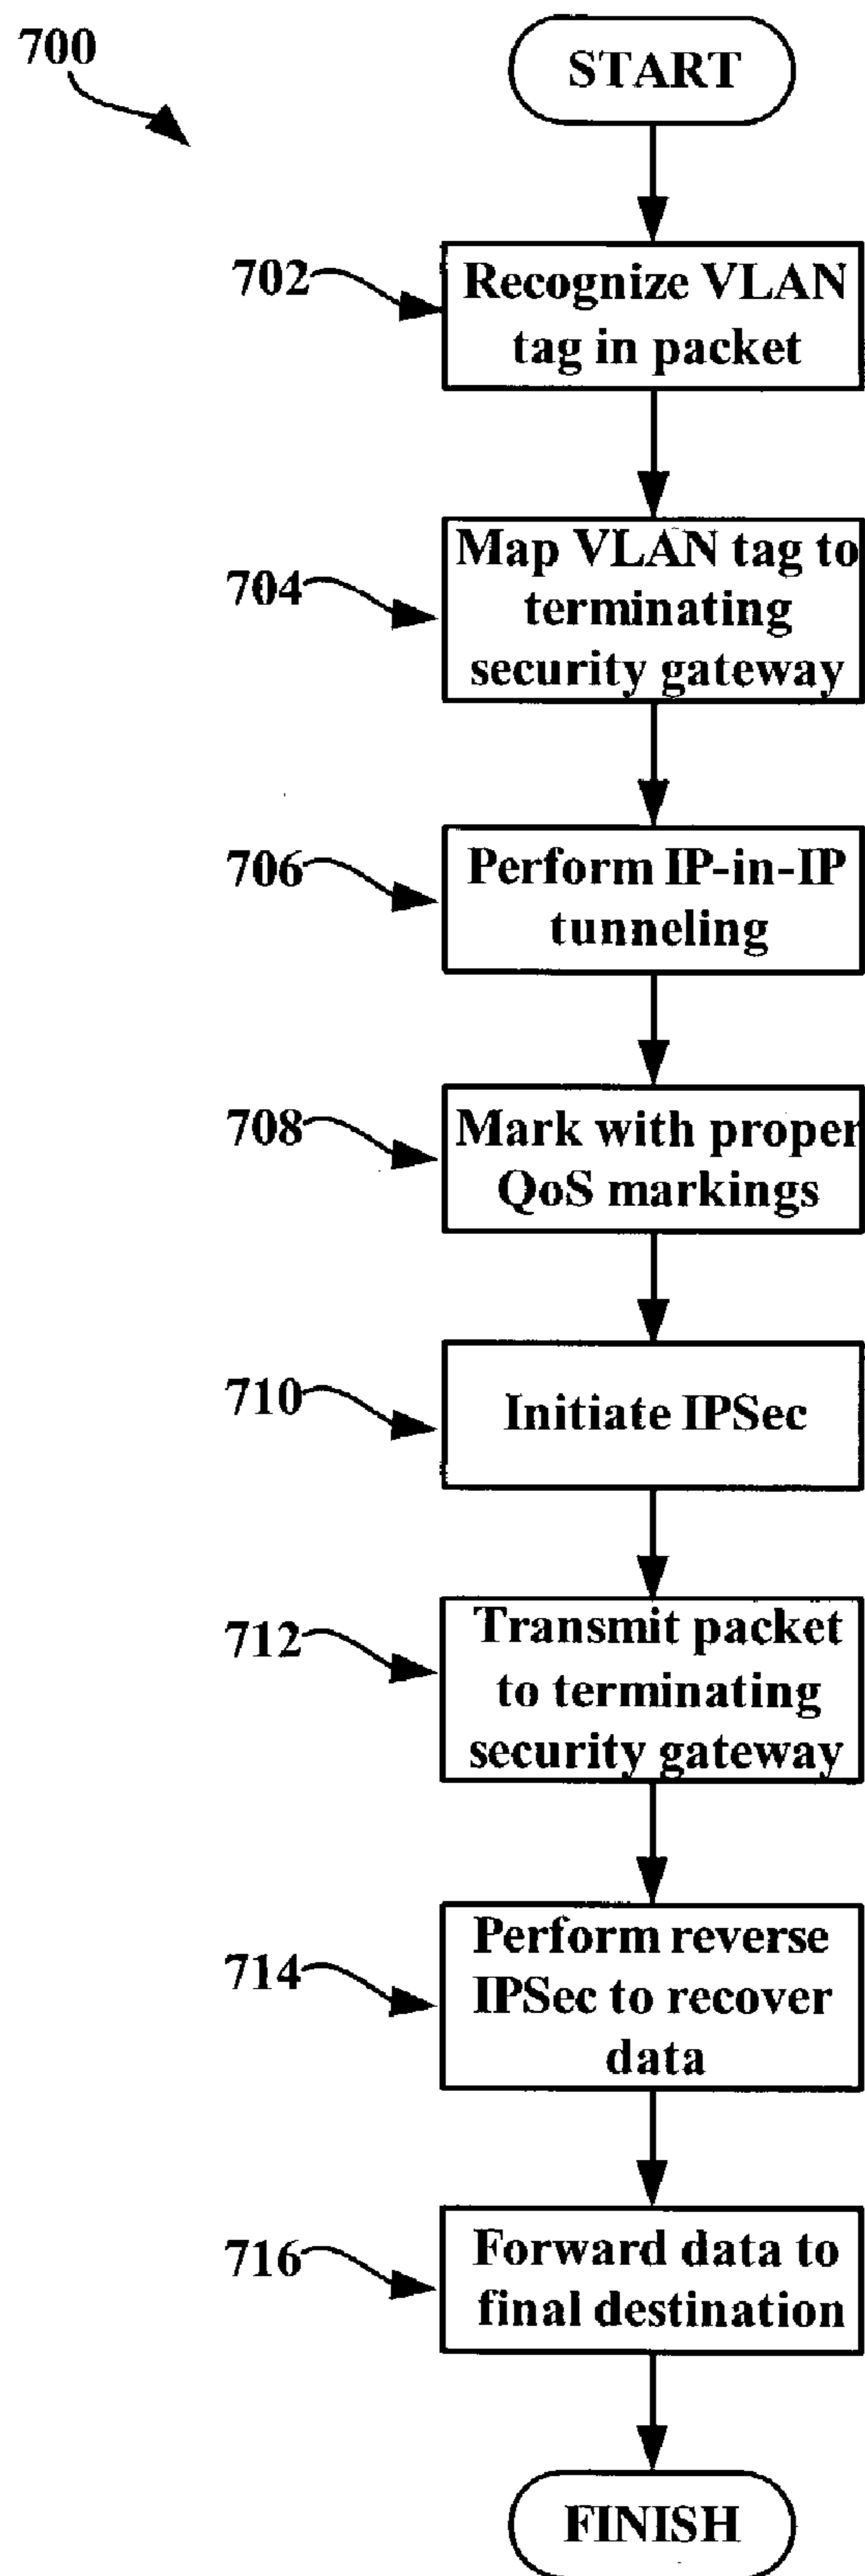 700
START
702
Recognize VLAN
tag in packet
704
Map VLAN tag to
terminating
security gateway
706
Perform IP-in-IP
tunneling
708
Mark with proper
QoS markings
710
Initiate IPSec
712
Transmit packet
to terminating
security gateway
714
Perform reverse
IPSec to recover
data
716
Forward data to
final destination
FINISH